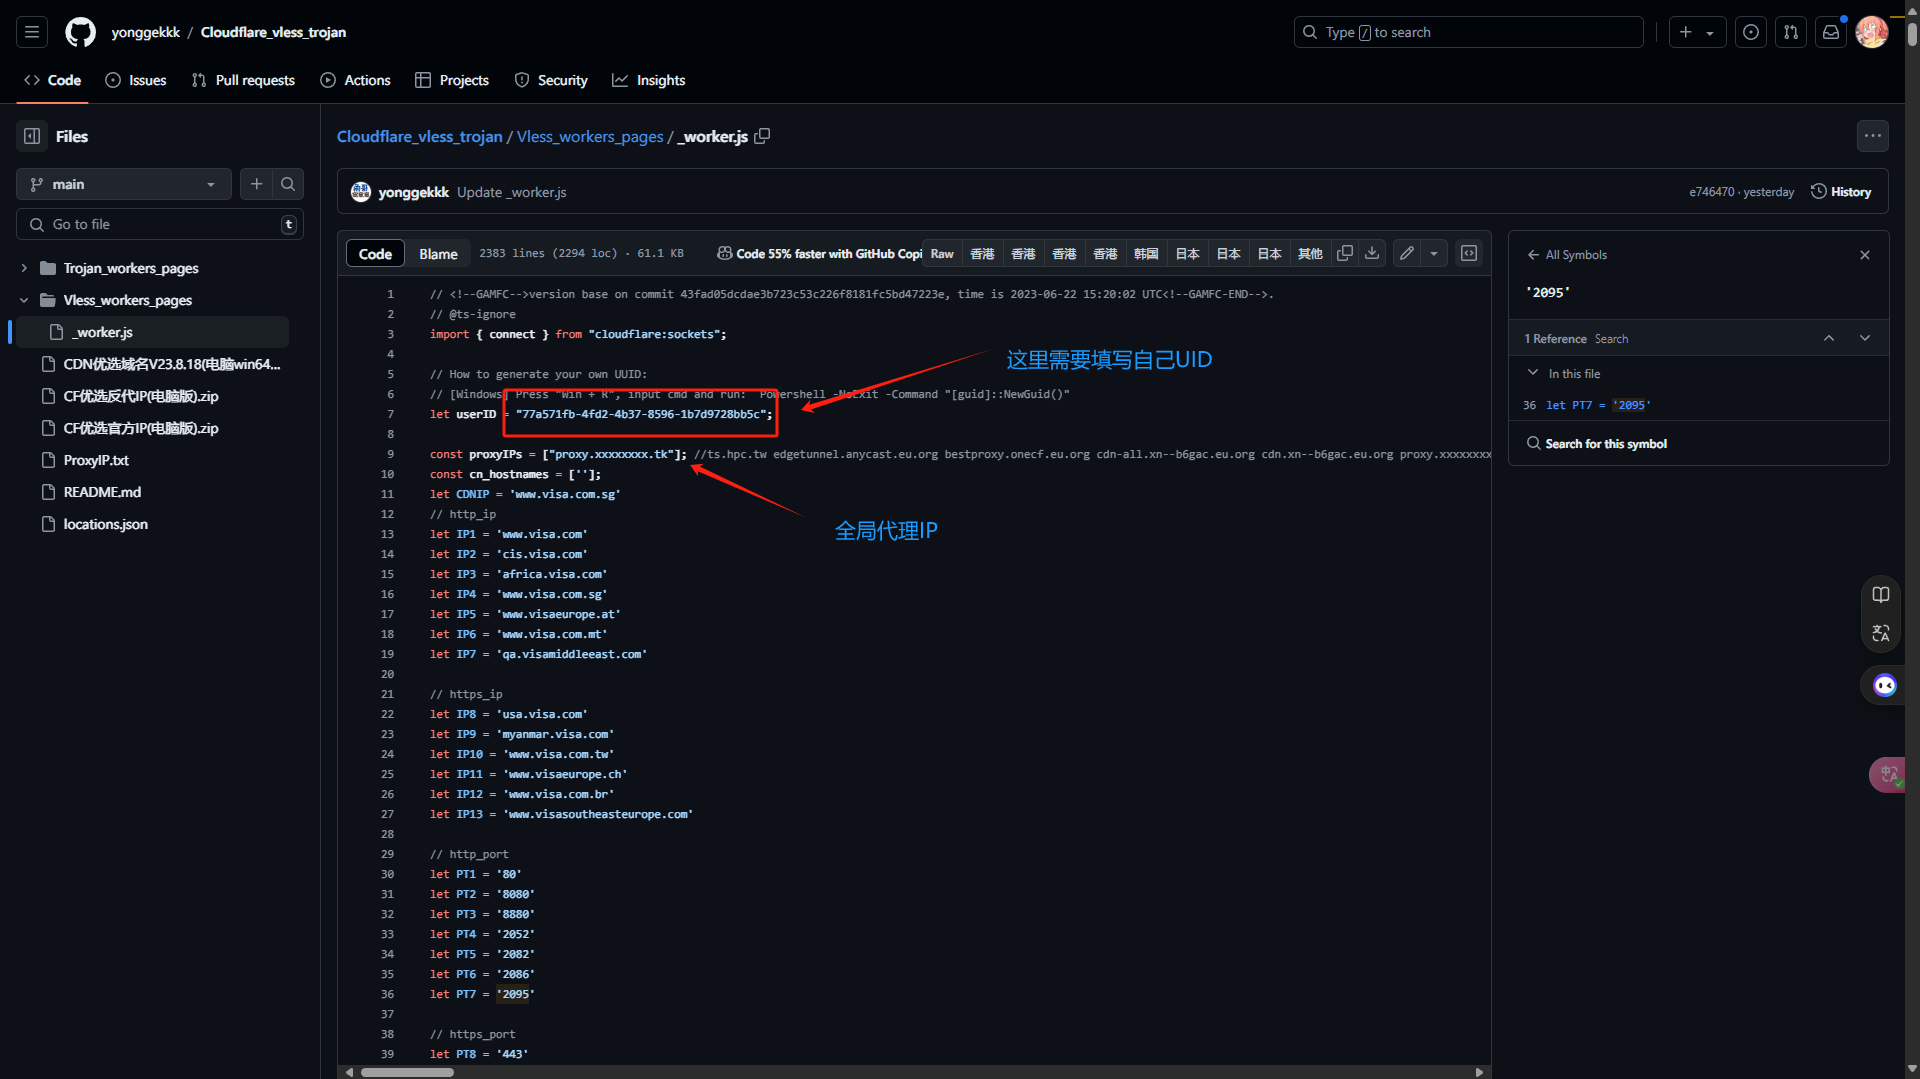 yonggekkk / Cloudflare_vless_trojan
Type / to search
Code
Issues
Pull requests
Actions
Projects
Security
Insights
Files
main
Go to file
t
Trojan_workers_pages
Vless_workers_pages
_worker.js
CDN优选域名V23.8.18(电脑win64...
CF优选反代IP(电脑版).zip
CF优选官方IP(电脑版).zip
ProxyIP.txt
README.md
locations.json
Cloudflare_vless_trojan / Vless_workers_pages / _worker.js
yonggekkk Update _worker.js
e746470 · yesterday
History
Code
Blame
2383 lines (2294 loc) · 61.1 KB
Code 55% faster with GitHub Copi
Raw
香港
香港
香港
香港
韩国
日本
日本
日本
其他
1 // <!--GAMFC-->version base on commit 43fad05dcdae3b723c53c226f8181fc5bd47223e, time is 2023-06-22 15:20:02 UTC<!--GAMFC-END-->.
2 // @ts-ignore
3 import { connect } from "cloudflare:sockets";
4
5 // How to generate your own UUID:
6 // [Windows] Press "Win + R", input cmd and run: Powershell -NoExit -Command "[guid]::NewGuid()"
7 let userID = "77a571fb-4fd2-4b37-8596-1b7d9728bb5c";
8
9 const proxyIPs = ["proxy.xxxxxxxx.tk"]; //ts.hpc.tw edgetunnel.anycast.eu.org bestproxy.onecf.eu.org cdn-all.xn--b6gac.eu.org cdn.xn--b6gac.eu.org proxy.xxxxxxxx
10 const cn_hostnames = [''];
11 let CDNIP = 'www.visa.com.sg'
12 // http_ip
13 let IP1 = 'www.visa.com'
14 let IP2 = 'cis.visa.com'
15 let IP3 = 'africa.visa.com'
16 let IP4 = 'www.visa.com.sg'
17 let IP5 = 'www.visaeurope.at'
18 let IP6 = 'www.visa.com.mt'
19 let IP7 = 'qa.visamiddleeast.com'
20
21 // https_ip
22 let IP8 = 'usa.visa.com'
23 let IP9 = 'myanmar.visa.com'
24 let IP10 = 'www.visa.com.tw'
25 let IP11 = 'www.visaeurope.ch'
26 let IP12 = 'www.visa.com.br'
27 let IP13 = 'www.visasoutheasteurope.com'
28
29 // http_port
30 let PT1 = '80'
31 let PT2 = '8080'
32 let PT3 = '8880'
33 let PT4 = '2052'
34 let PT5 = '2082'
35 let PT6 = '2086'
36 let PT7 = '2095'
37
38 // https_port
39 let PT8 = '443'
这里需要填写自己UID
全局代理IP
All Symbols
'2095'
1 Reference Search
In this file
36 let PT7 = '2095'
Search for this symbol